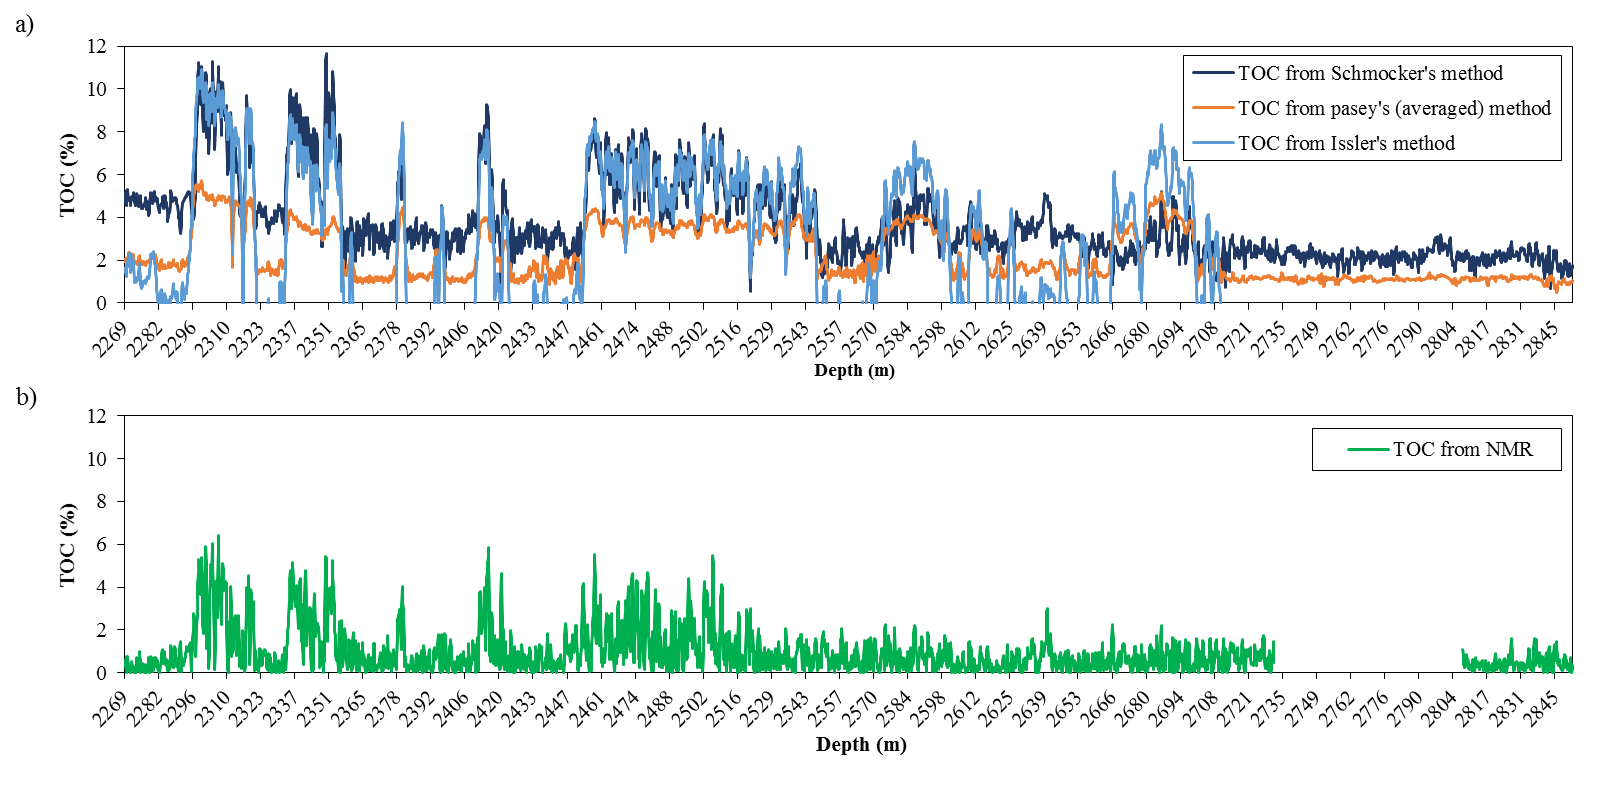 a)
12
10
8
6
4
2
0
TOC (%)
TOC from Schmocker's method
TOC from pasey's (averaged) method
TOC from Issler's method
2269 2282 2296 2310 2323 2337 2351 2365 2378 2392 2406 2420 2433 2447 2461 2474 2488 2502 2516 2529 2543 2557 2570 2584 2598 2612 2625 2639 2653 2666 2680 2694 2708 2721 2735 2749 2762 2776 2790 2804 2817 2831 2845
Depth (m)
b)
12
10
8
6
4
2
0
TOC (%)
TOC from NMR
2269 2282 2296 2310 2323 2337 2351 2365 2378 2392 2406 2420 2433 2447 2461 2474 2488 2502 2516 2529 2543 2557 2570 2584 2598 2612 2625 2639 2653 2666 2680 2694 2708 2721 2735 2749 2762 2776 2790 2804 2817 2831 2845
Depth (m)